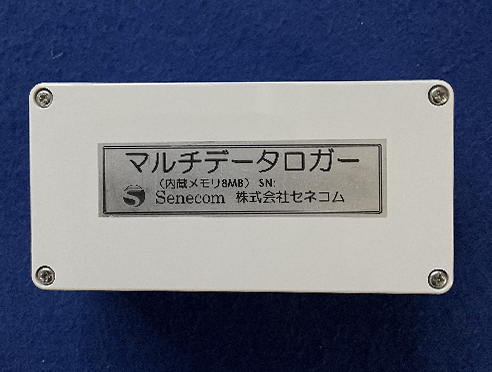 マルチデータロガー
（内蔵メモリ8MB） SN:
Senecom 株式会社セネコム